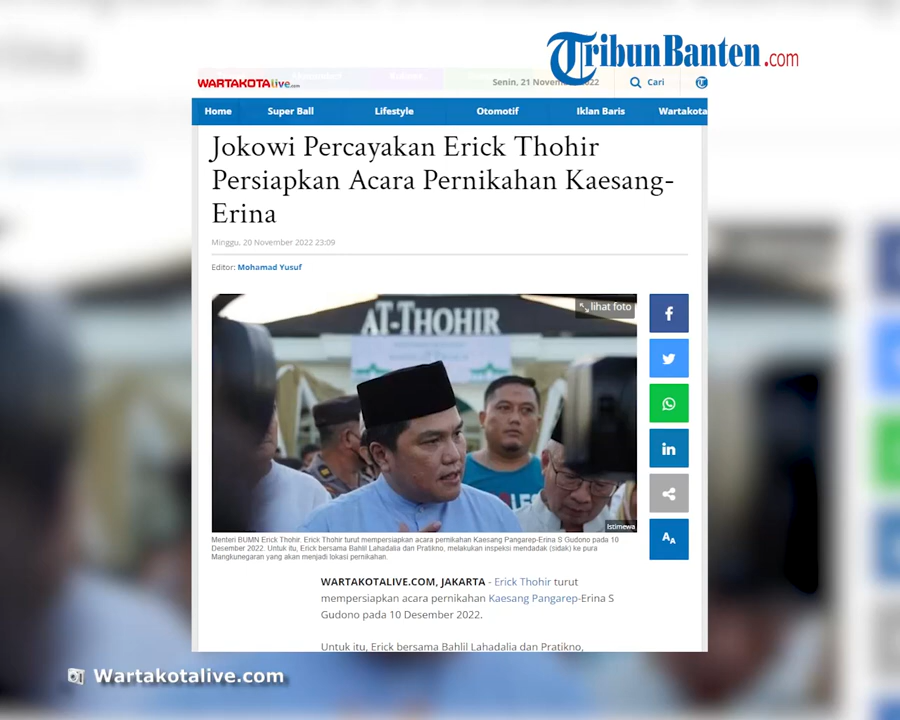 TribunBanten.com
WARTAKOTAlive.com
Senin, 21 November 2022
Cari
Home Super Ball Lifestyle Otomotif Iklan Baris Wartakota
Jokowi Percayakan Erick Thohir
Persiapkan Acara Pernikahan Kaesang-
Erina
Minggu, 20 November 2022 23:09
Editor: Mohamad Yusuf
lihat foto
AT-THOHIR
Istimewa
Menteri BUMN Erick Thohir. Erick Thohir turut mempersiapkan acara pernikahan Kaesang Pangarep-Erina S Gudono pada 10
Desember 2022. Untuk itu, Erick bersama Bahlil Lahadalia dan Pratikno, melakukan inspeksi mendadak (sidak) ke pura
Mangkunegaran yang akan menjadi lokasi pernikahan.
WARTAKOTALIVE.COM, JAKARTA - Erick Thohir turut
mempersiapkan acara pernikahan Kaesang Pangarep-Erina S
Gudono pada 10 Desember 2022.
Untuk itu, Erick bersama Bahlil Lahadalia dan Pratikno,
Wartakotalive.com